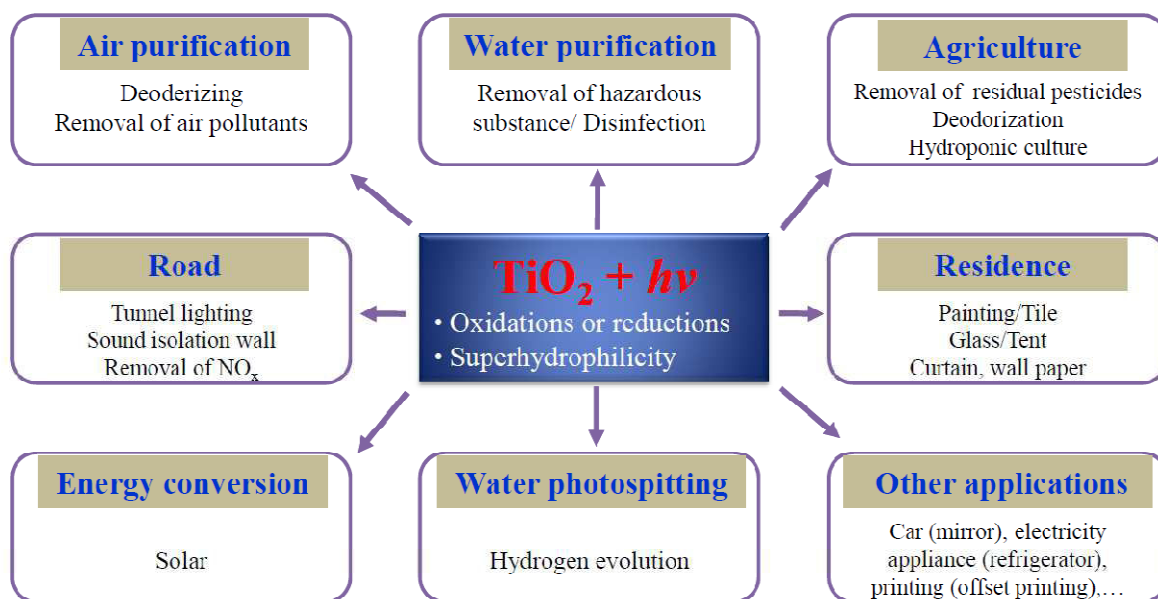 Air purification
Deoderizing
Removal of air pollutants
Water purification
Removal of hazardous
substance/ Disinfection
Agriculture
Removal of residual pesticides
Deodorization
Hydroponic culture
Road
Tunnel lighting
Sound isolation wall
Removal of NOₓ
TiO₂ + hν
• Oxidations or reductions
• Superhydrophilicity
Residence
Painting/Tile
Glass/Tent
Curtain, wall paper
Energy conversion
Solar
Water photospitting
Hydrogen evolution
Other applications
Car (mirror), electricity
appliance (refrigerator),
printing (offset printing),…